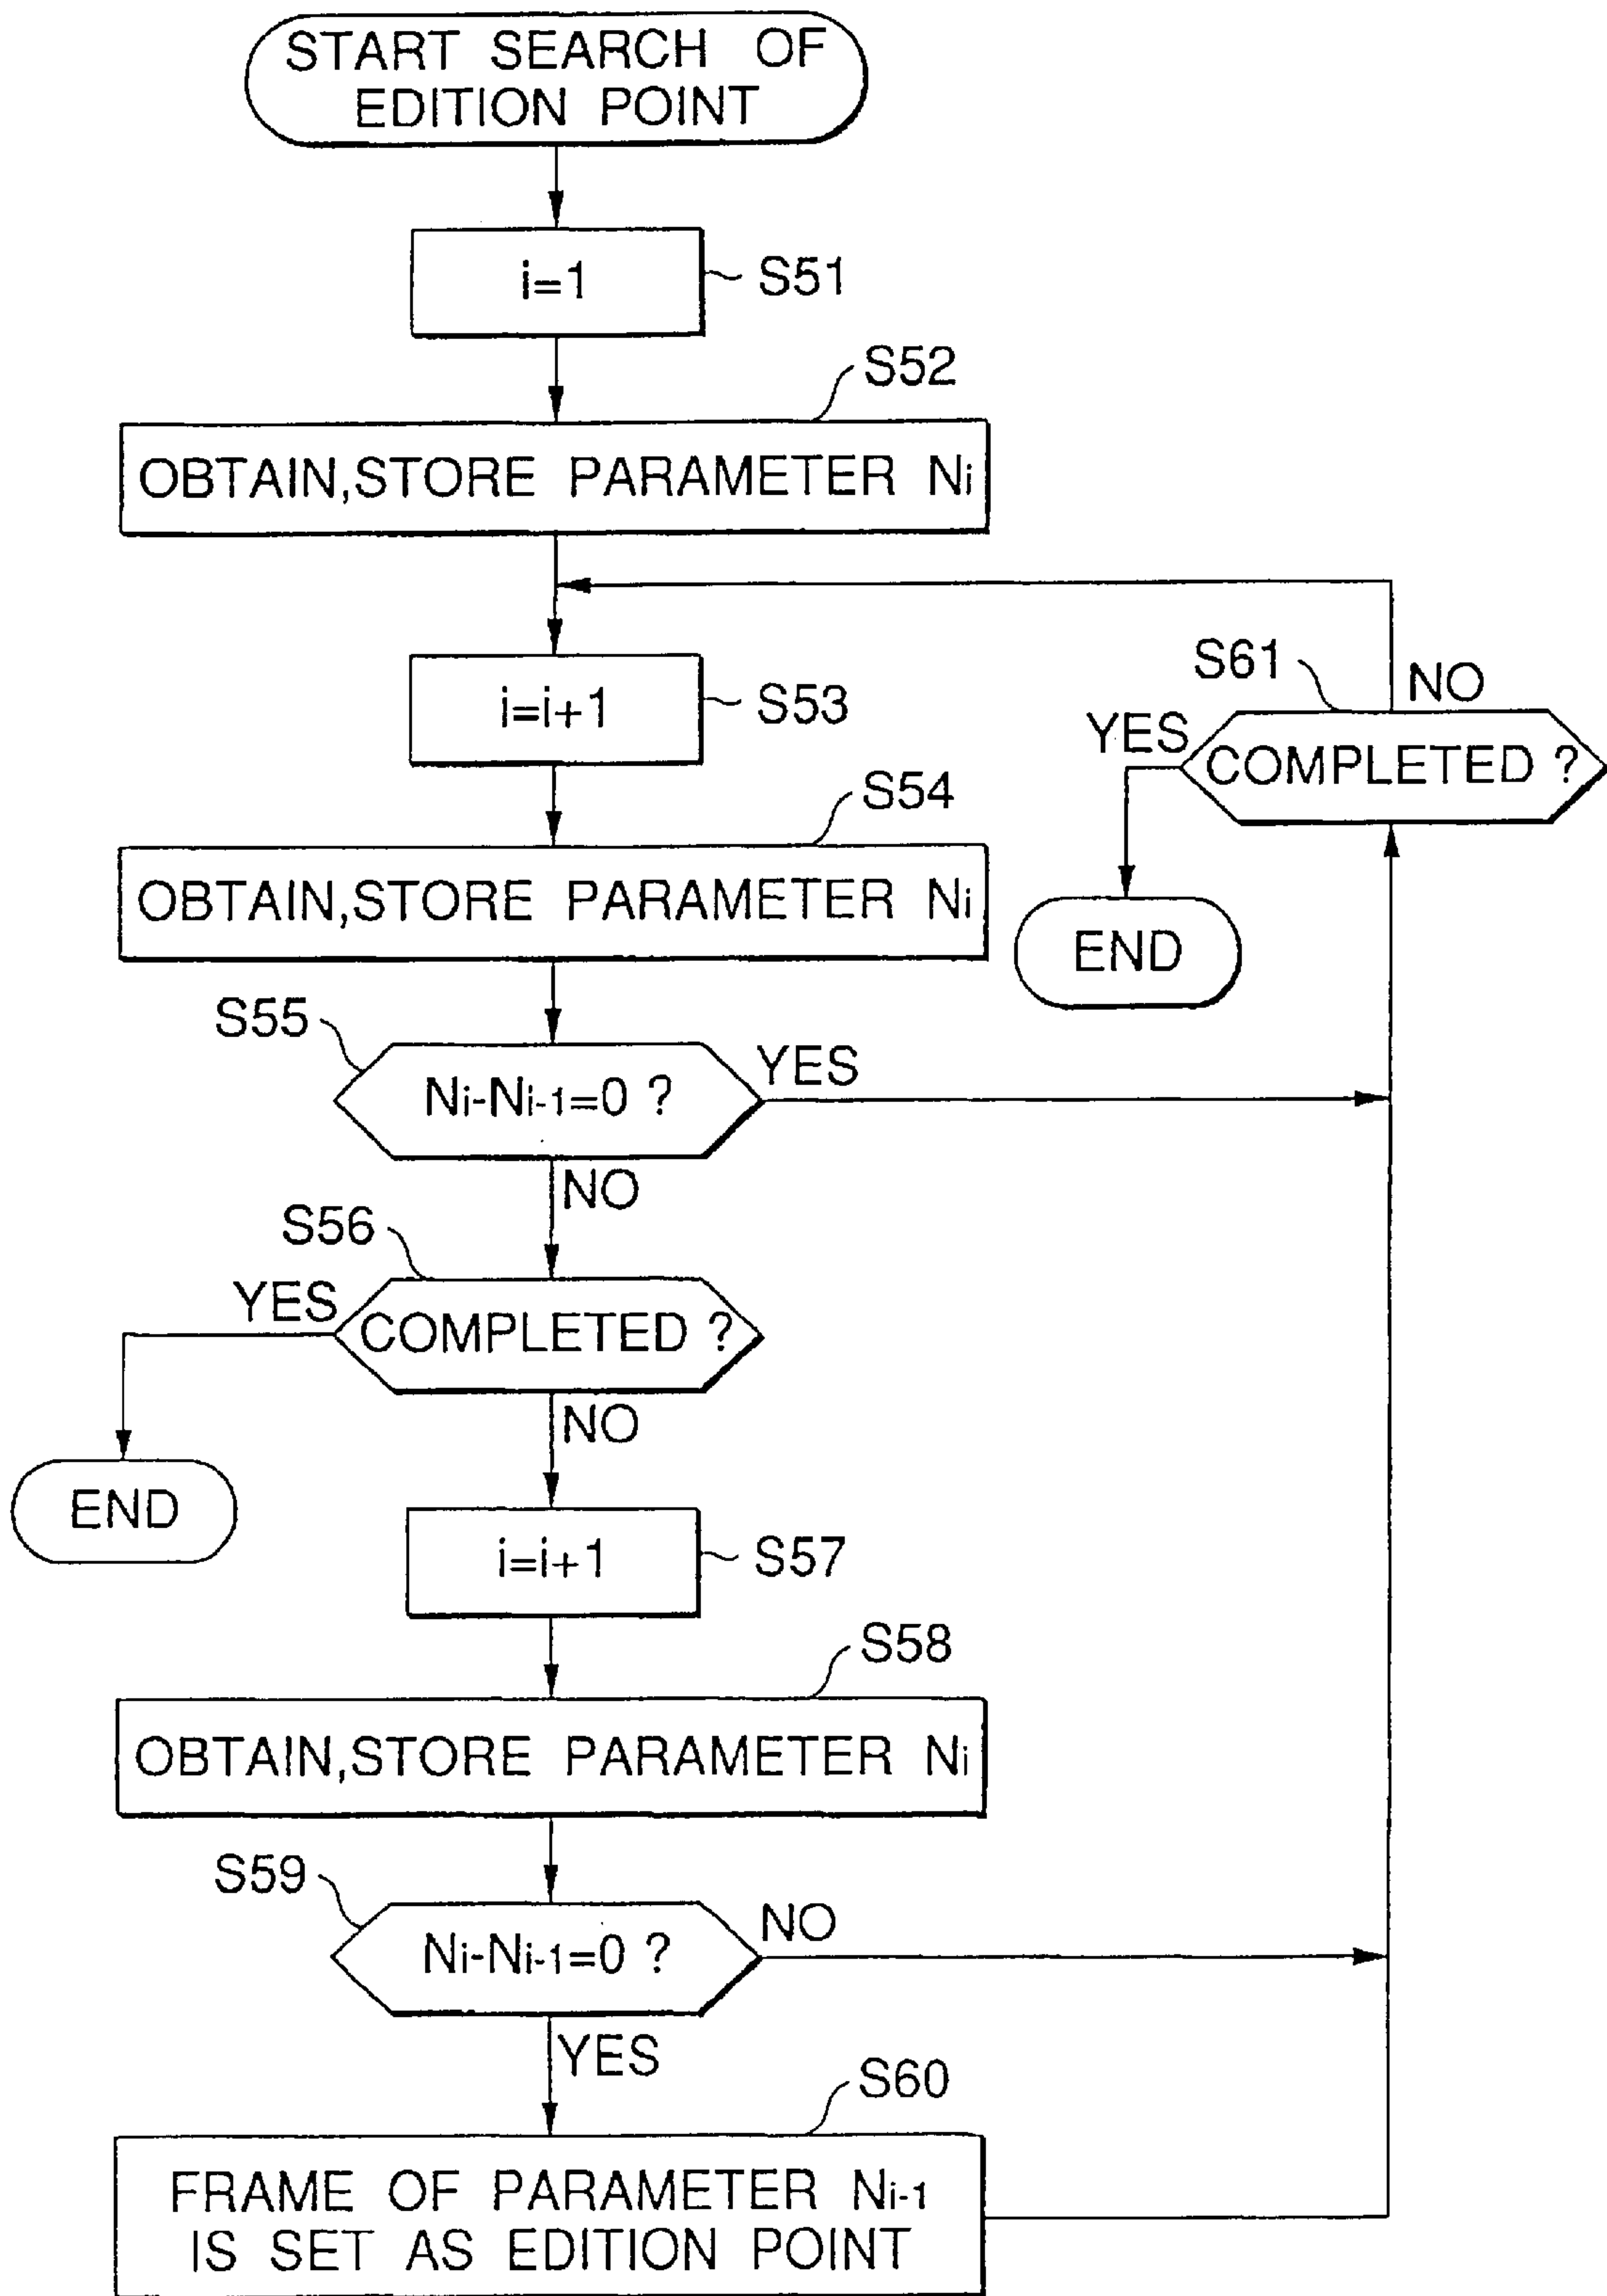 START SEARCH OF
EDITION POINT
i=1
S51
S52
OBTAIN,STORE PARAMETER Ni
i=i+1
S53
S61
NO
YES
COMPLETED ?
END
S54
OBTAIN,STORE PARAMETER Ni
S55
Ni-Ni-1=0 ?
YES
NO
S56
YES
COMPLETED ?
NO
END
i=i+1
S57
S58
OBTAIN,STORE PARAMETER Ni
S59
Ni-Ni-1=0 ?
NO
YES
S60
FRAME OF PARAMETER Ni-1
IS SET AS EDITION POINT